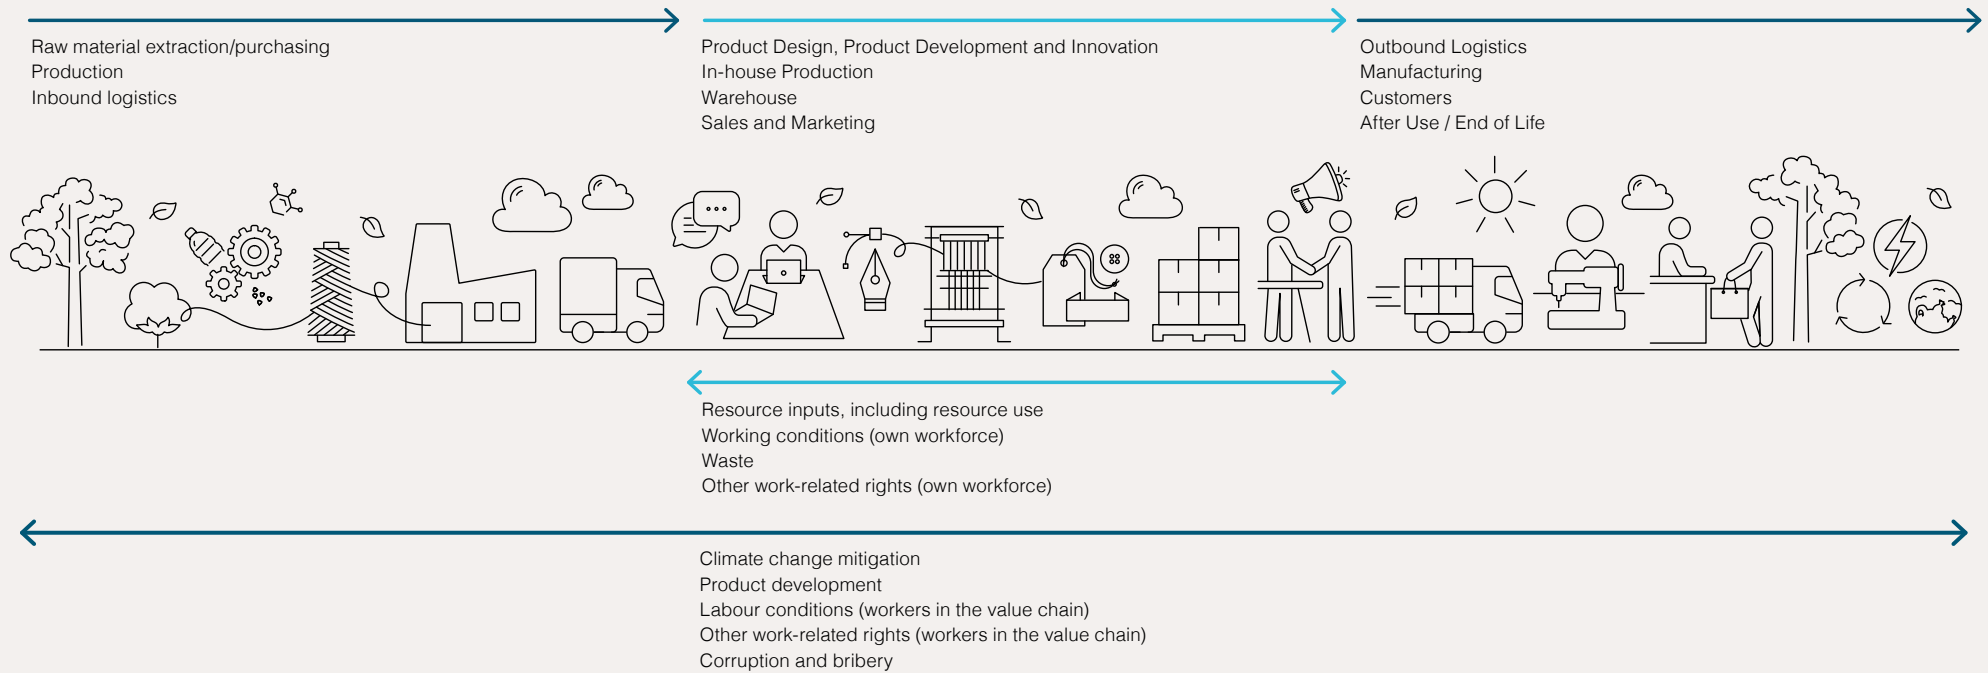 Raw material extraction/purchasing
Production
Inbound logistics
Product Design, Product Development and Innovation
In-house Production
Warehouse
Sales and Marketing
Outbound Logistics
Manufacturing
Customers
After Use / End of Life
Resource inputs, including resource use
Working conditions (own workforce)
Waste
Other work-related rights (own workforce)
Climate change mitigation
Product development
Labour conditions (workers in the value chain)
Other work-related rights (workers in the value chain)
Corruption and bribery